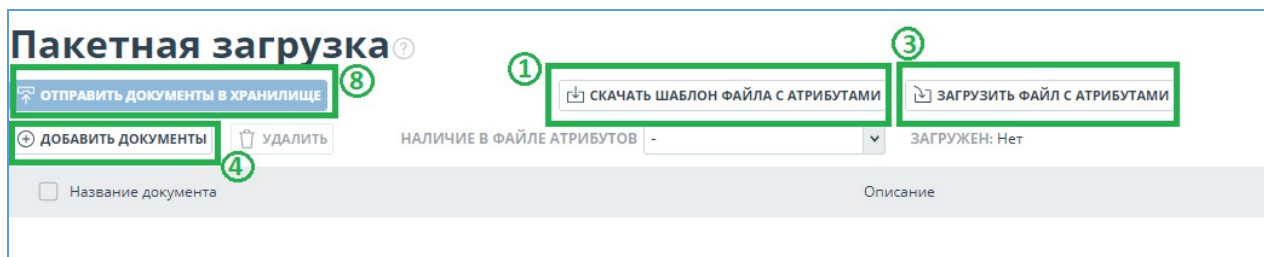 Пакетная загрузка ?
① ③
⑧
ОТПРАВИТЬ ДОКУМЕНТЫ В ХРАНИЛИЩЕ СКАЧАТЬ ШАБЛОН ФАЙЛА С АТРИБУТАМИ ЗАГРУЗИТЬ ФАЙЛ С АТРИБУТАМИ
ДОБАВИТЬ ДОКУМЕНТЫ УДАЛИТЬ НАЛИЧИЕ В ФАЙЛЕ АТРИБУТОВ - ЗАГРУЖЕН: Нет
④
Название документа Описание